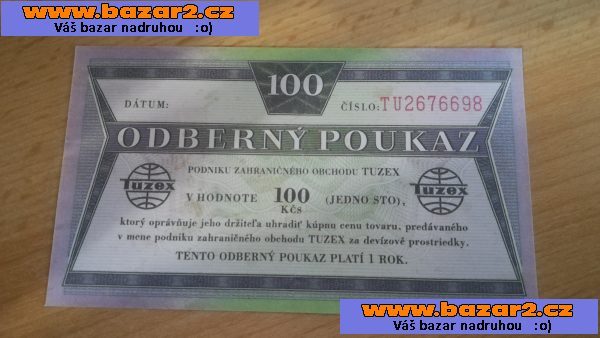 www.bazar2.cz
Váš bazar nadruhou :o)
100
DÁTUM:
ČÍSLO: TU2676698
ODBERNÝ POUKAZ
PODNIKU ZAHRANIČNÉHO OBCHODU TUZEX
Tuzex
V HODNOTE 100 KČS (JEDNO STO),
Tuzex
ktorý oprávňuje jeho držiteľa uhradiť kúpnu cenu tovaru, predávaného
v mene podniku zahraničného obchodu TUZEX za devízové prostriedky.
TENTO ODBERNÝ POUKAZ PLATÍ 1 ROK.
www.bazar2.cz
Váš bazar nadruhou :o)